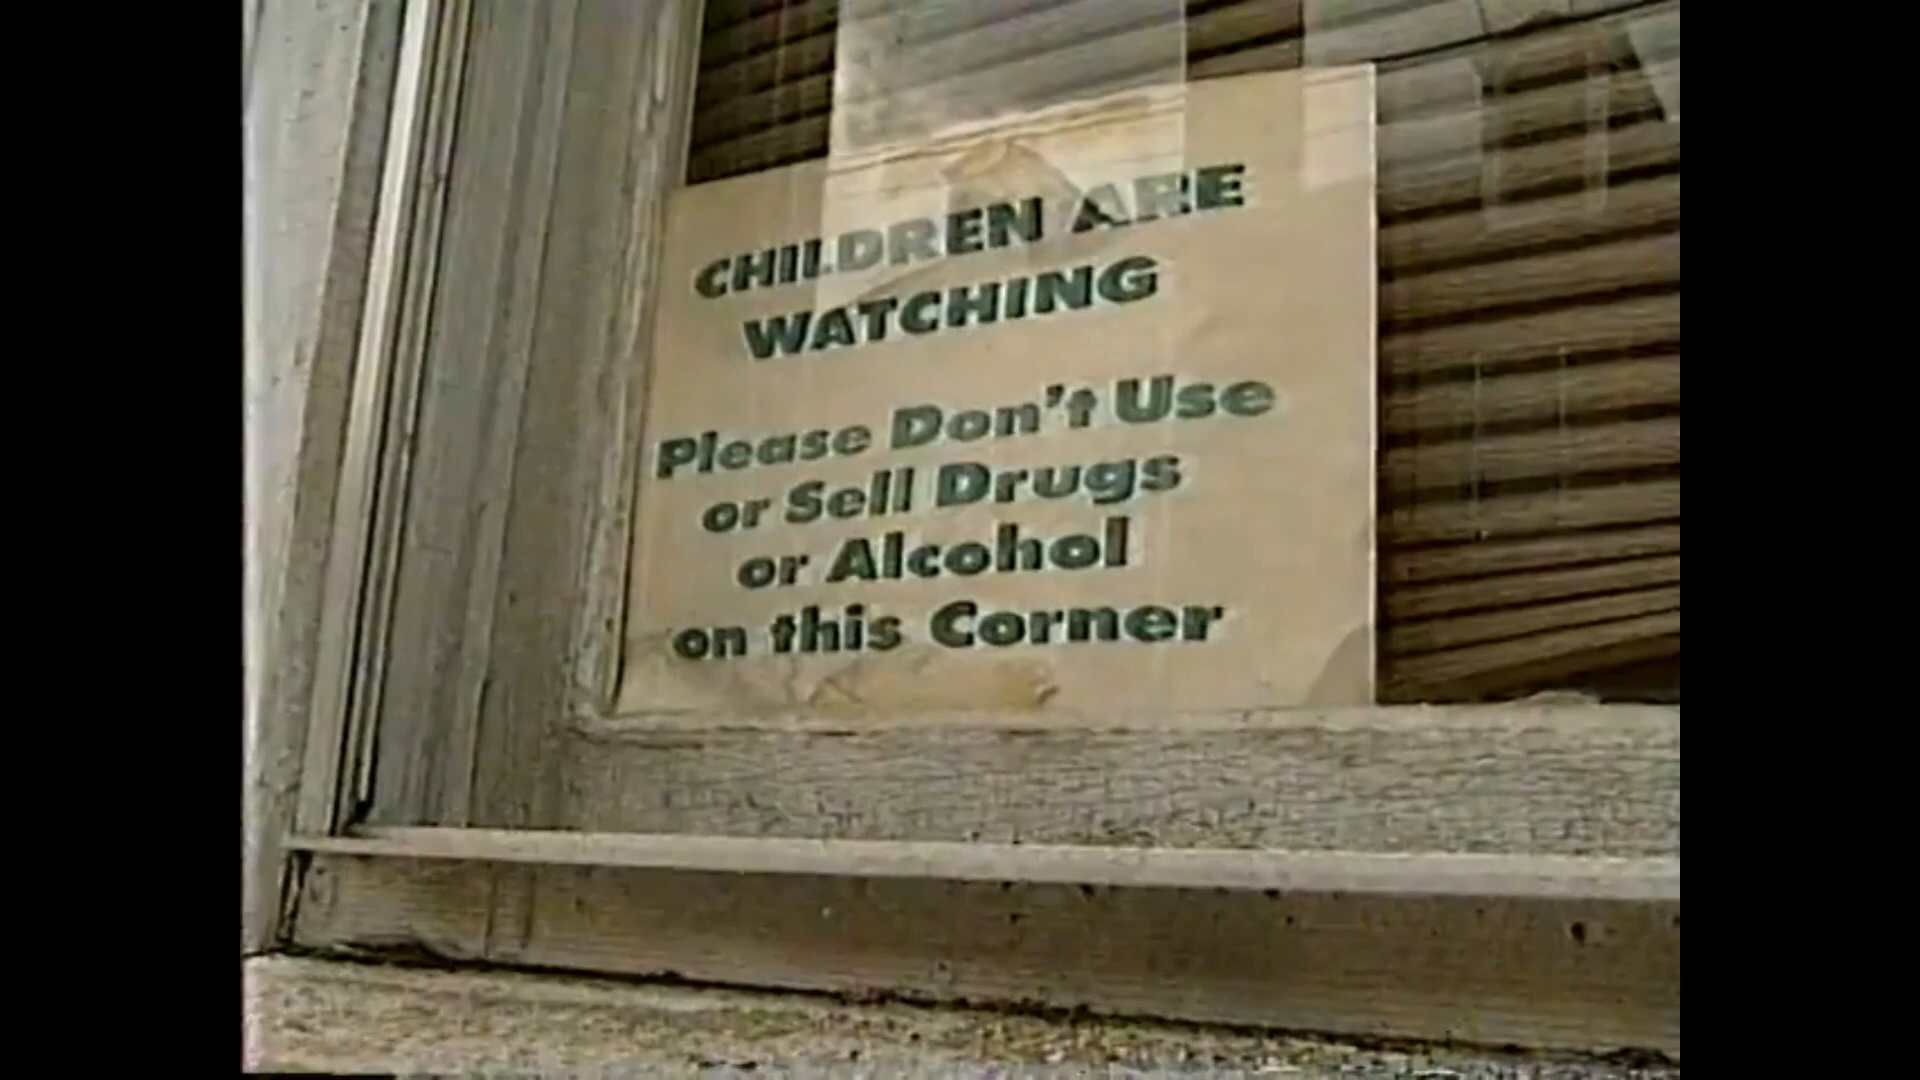 CHILDREN ARE
WATCHING
Please Don't Use
or Sell Drugs
or Alcohol
on this Corner